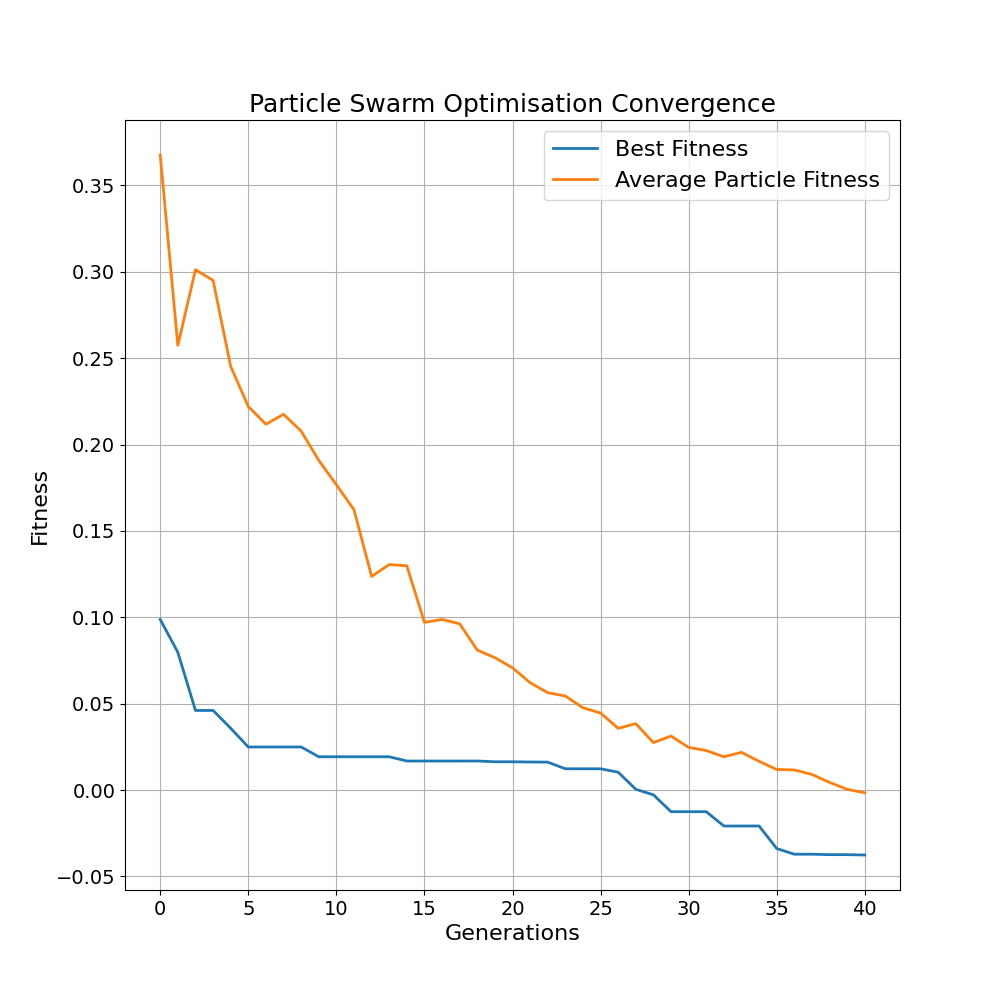 Particle Swarm Optimisation Convergence
Best Fitness
Average Particle Fitness
0.35
0.30
0.25
0.20
0.15
0.10
0.05
0.00
−0.05
Fitness
0 5 10 15 20 25 30 35 40
Generations